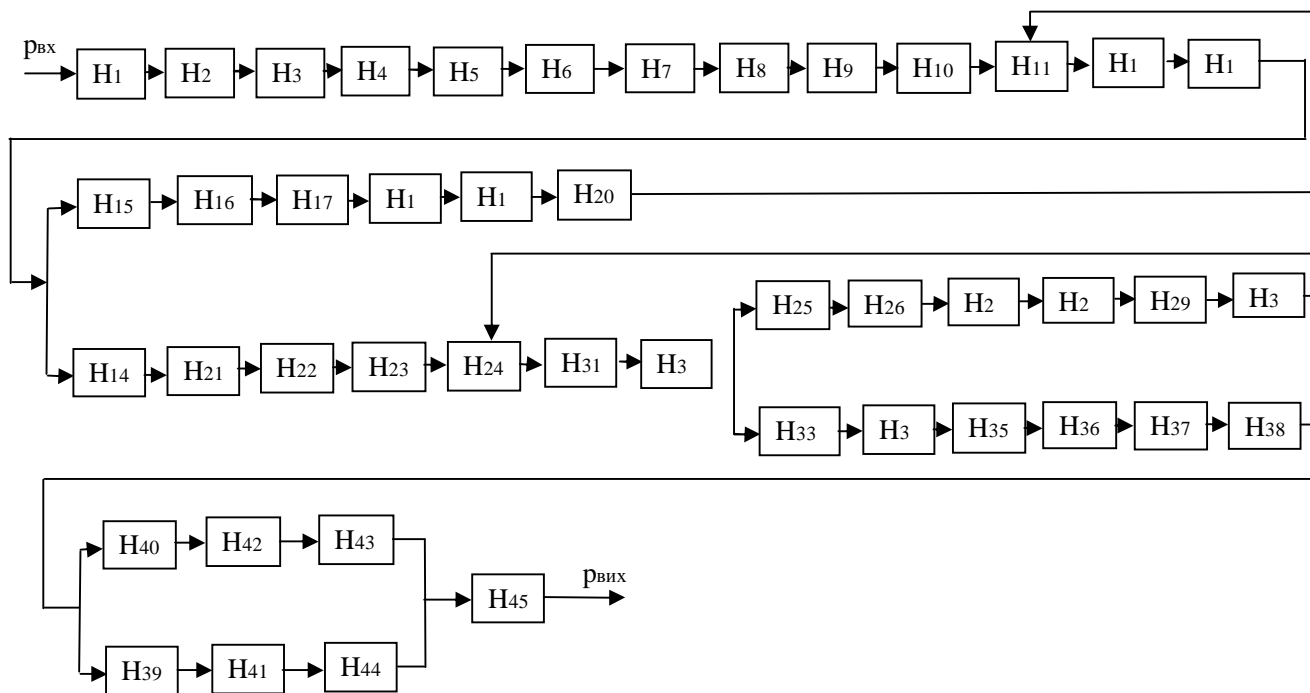 рвх
Н1 Н2 Н3 Н4 Н5 Н6 Н7 Н8 Н9 Н10 Н11 Н1 Н1
Н15 Н16 Н17 Н1 Н1 Н20
Н25 Н26 Н2 Н2 Н29 Н3
Н14 Н21 Н22 Н23 Н24 Н31 Н3
Н33 Н3 Н35 Н36 Н37 Н38
Н40 Н42 Н43
Н45 рвих
Н39 Н41 Н44